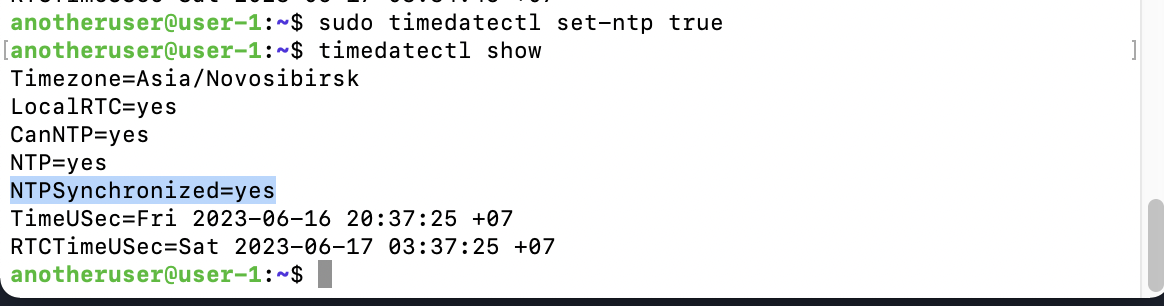 anotheruser@user-1:~$ sudo timedatectl set-ntp true
[anotheruser@user-1:~$ timedatectl show ]
Timezone=Asia/Novosibirsk
LocalRTC=yes
CanNTP=yes
NTP=yes
NTPSynchronized=yes
TimeUSec=Fri 2023-06-16 20:37:25 +07
RTCTimeUSec=Sat 2023-06-17 03:37:25 +07
anotheruser@user-1:~$